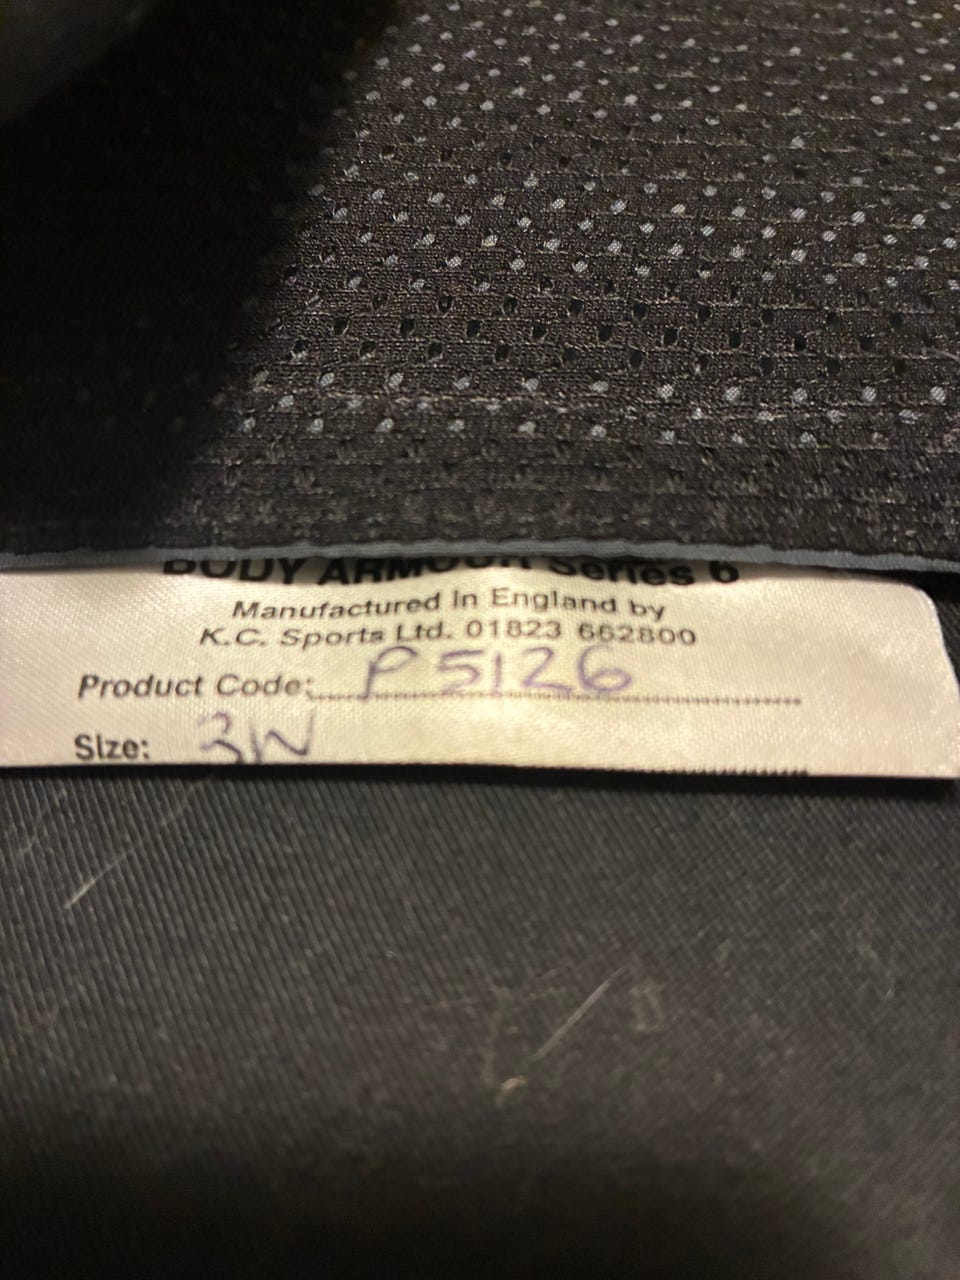 BODY ARMOUR Series 6
Manufactured in England by
K.C. Sports Ltd. 01823 662800
Product Code: P5126
Size: 3W